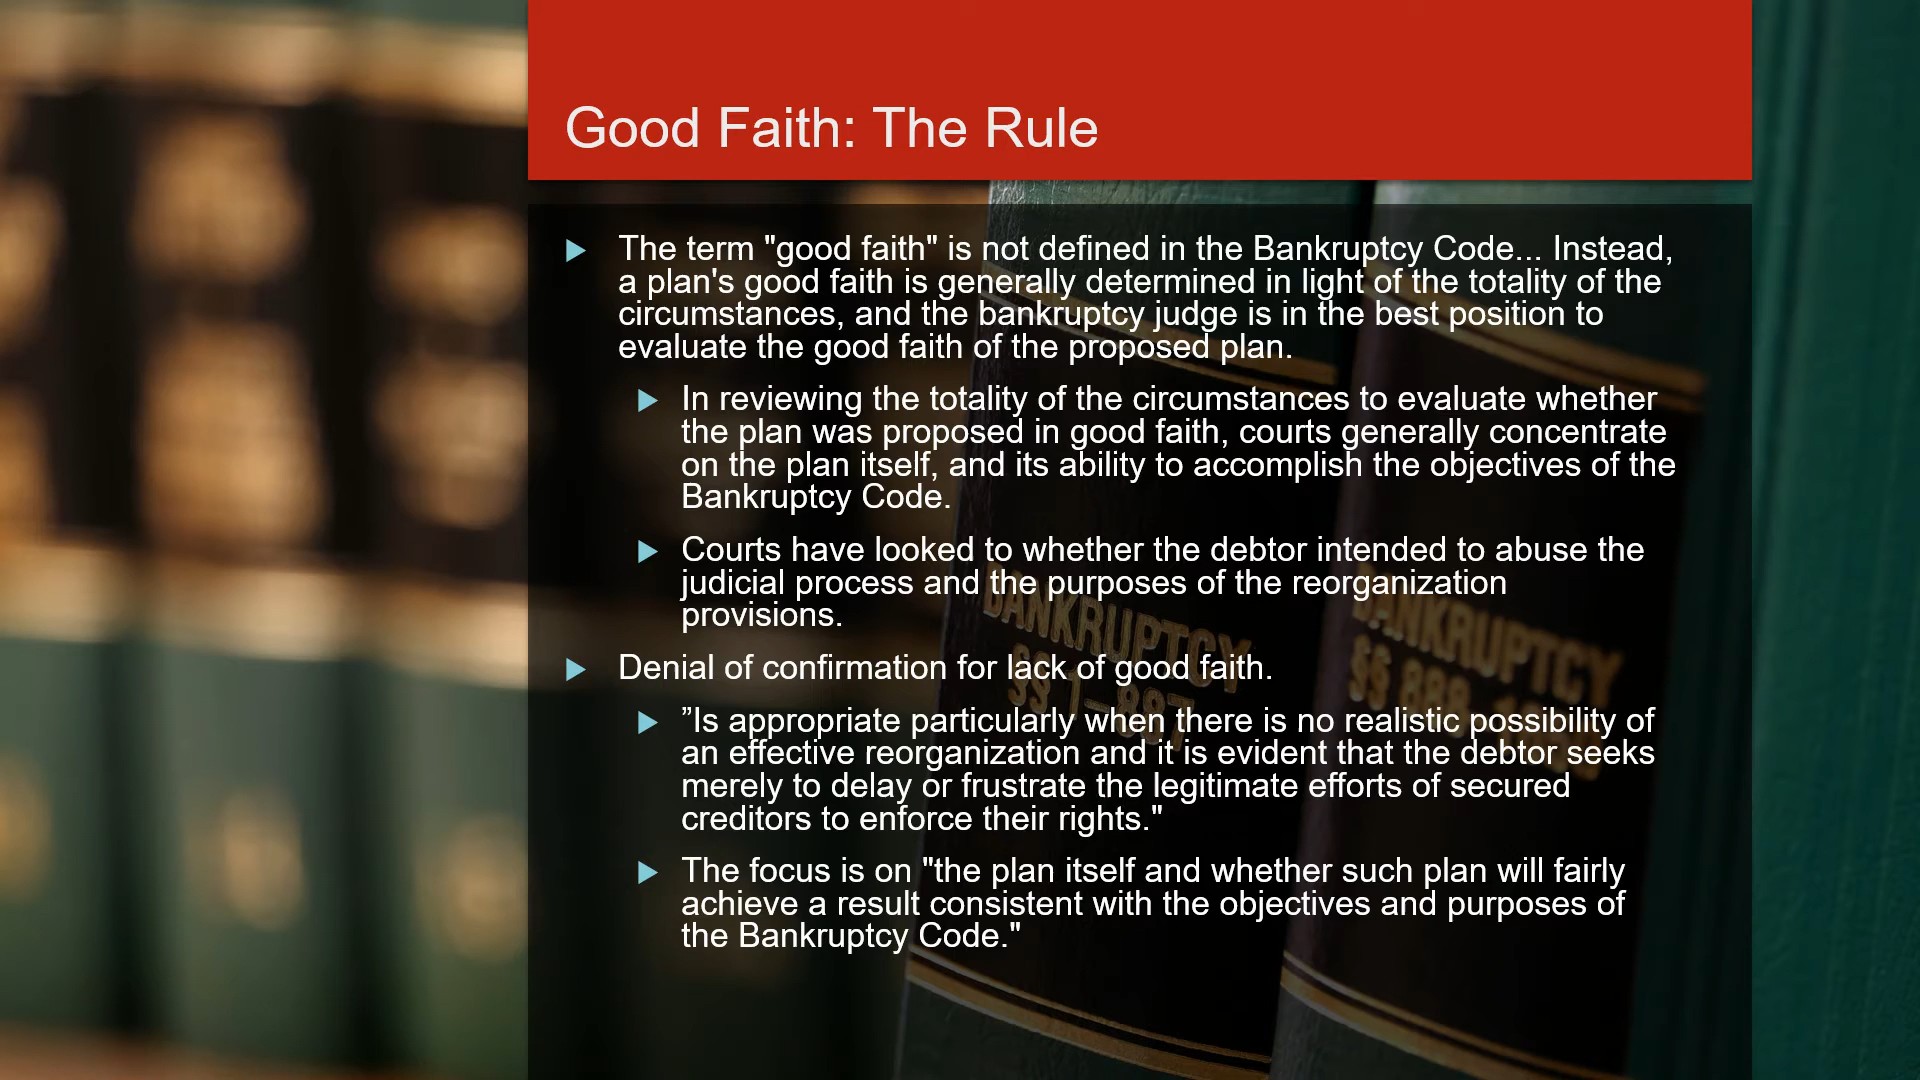 Good Faith: The Rule
The term "good faith" is not defined in the Bankruptcy Code... Instead,
a plan's good faith is generally determined in light of the totality of the
circumstances, and the bankruptcy judge is in the best position to
evaluate the good faith of the proposed plan.
In reviewing the totality of the circumstances to evaluate whether
the plan was proposed in good faith, courts generally concentrate
on the plan itself, and its ability to accomplish the objectives of the
Bankruptcy Code.
Courts have looked to whether the debtor intended to abuse the
judicial process and the purposes of the reorganization
provisions.
Denial of confirmation for lack of good faith.
”Is appropriate particularly when there is no realistic possibility of
an effective reorganization and it is evident that the debtor seeks
merely to delay or frustrate the legitimate efforts of secured
creditors to enforce their rights."
The focus is on "the plan itself and whether such plan will fairly
achieve a result consistent with the objectives and purposes of
the Bankruptcy Code."
BANKRUPTCY
§§ 1-887
BANKRUPTCY
§§ 888